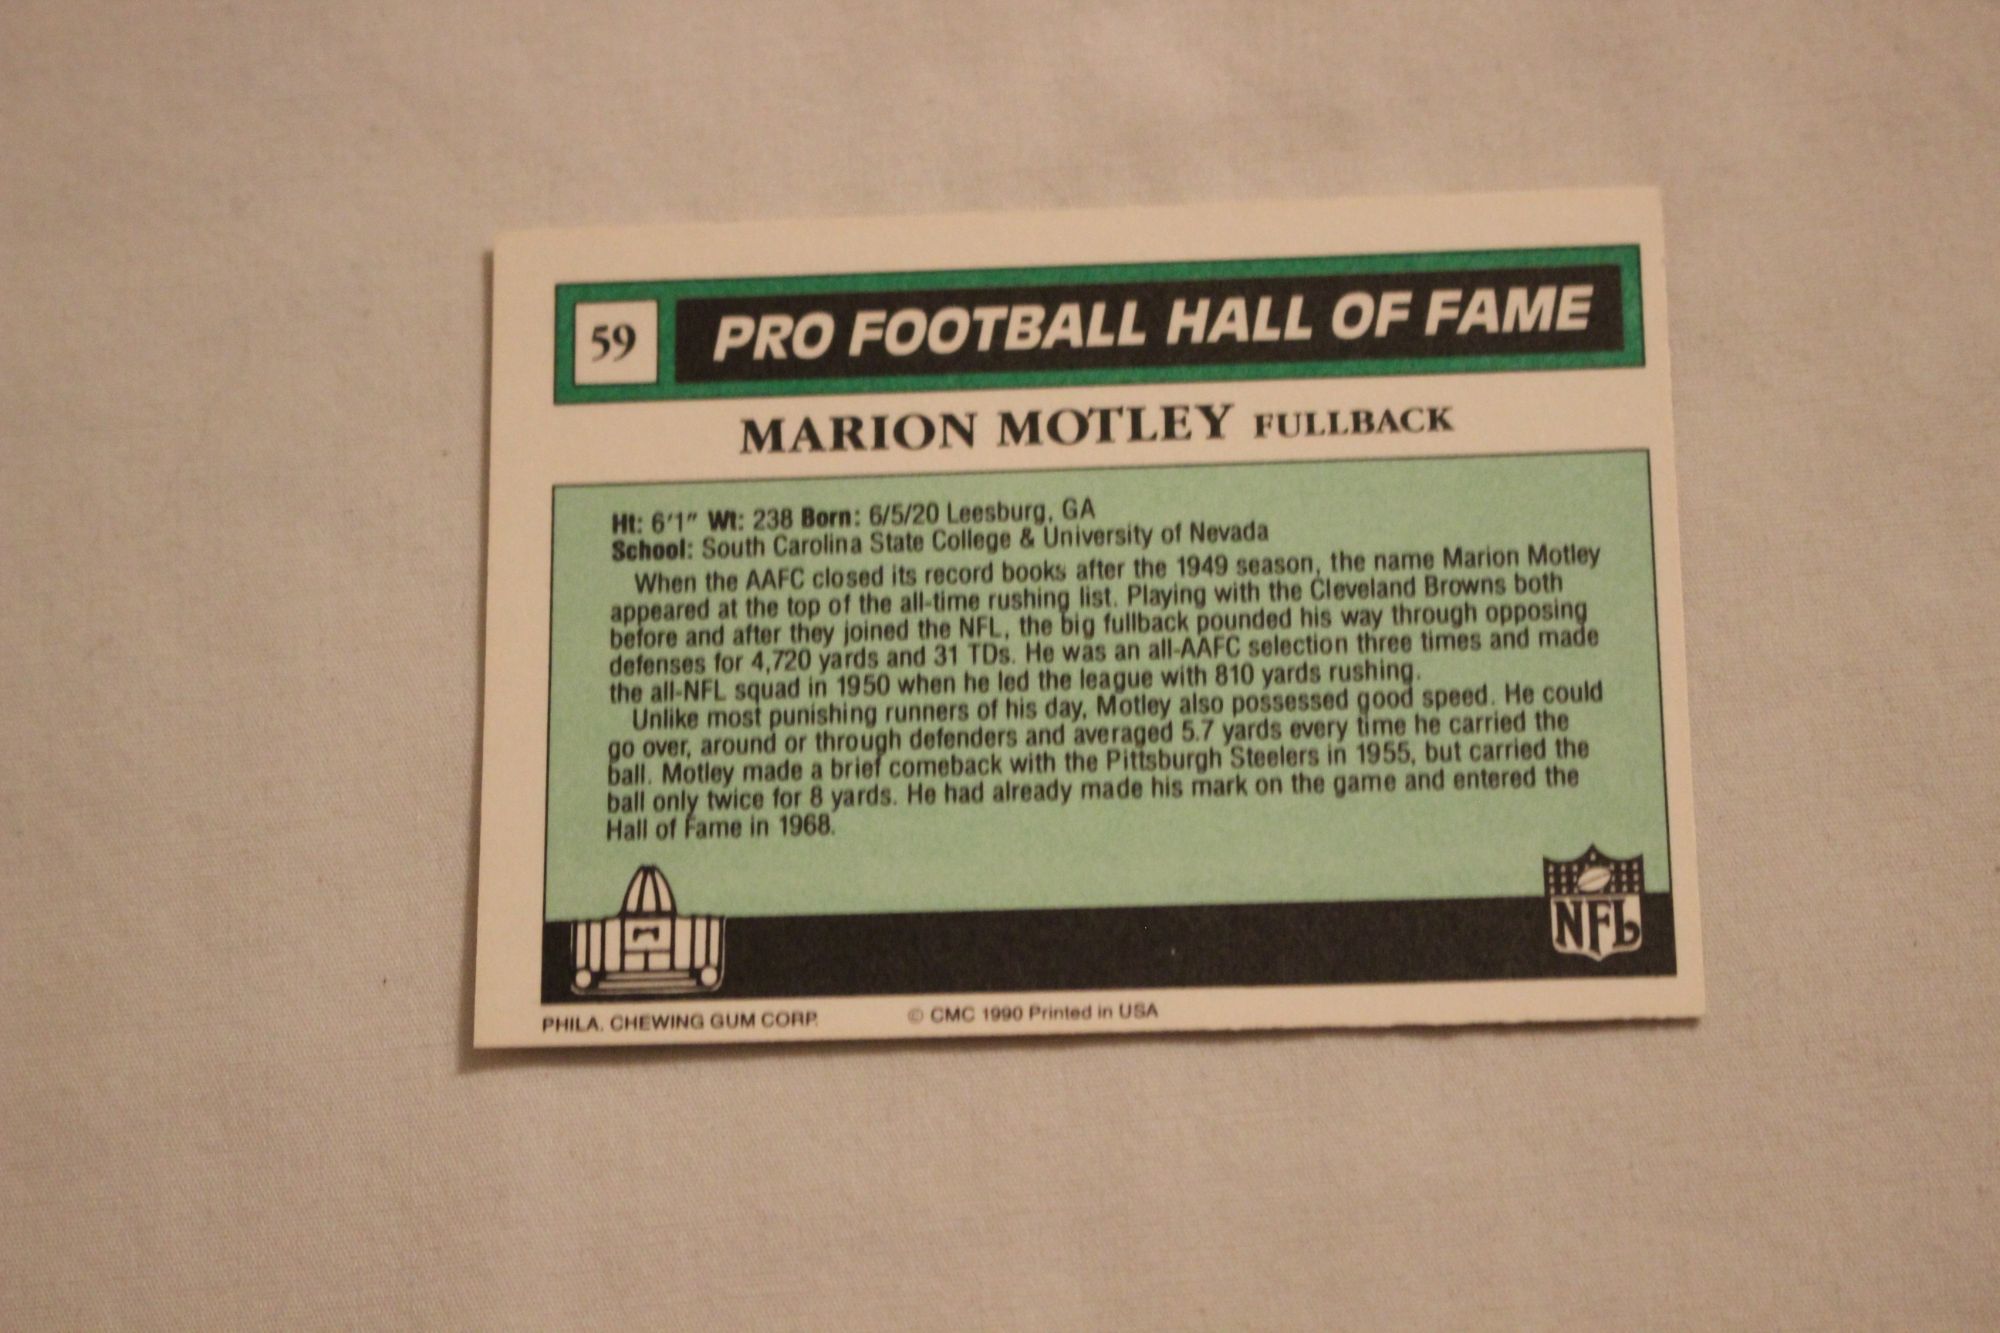 59
PRO FOOTBALL HALL OF FAME
MARION MOTLEY FULLBACK
Ht: 6'1" Wt: 238 Born: 6/5/20 Leesburg, GA
School: South Carolina State College & University of Nevada
When the AAFC closed its record books after the 1949 season, the name Marion Motley
appeared at the top of the all-time rushing list. Playing with the Cleveland Browns both
before and after they joined the NFL, the big fullback pounded his way through opposing
defenses for 4,720 yards and 31 TDs. He was an all-AAFC selection three times and made
the all-NFL squad in 1950 when he led the league with 810 yards rushing.
Unlike most punishing runners of his day, Motley also possessed good speed. He could
go over, around or through defenders and averaged 5.7 yards every time he carried the
ball. Motley made a brief comeback with the Pittsburgh Steelers in 1955, but carried the
ball only twice for 8 yards. He had already made his mark on the game and entered the
Hall of Fame in 1968.
NFL
PHILA. CHEWING GUM CORP. © CMC 1990 Printed in USA